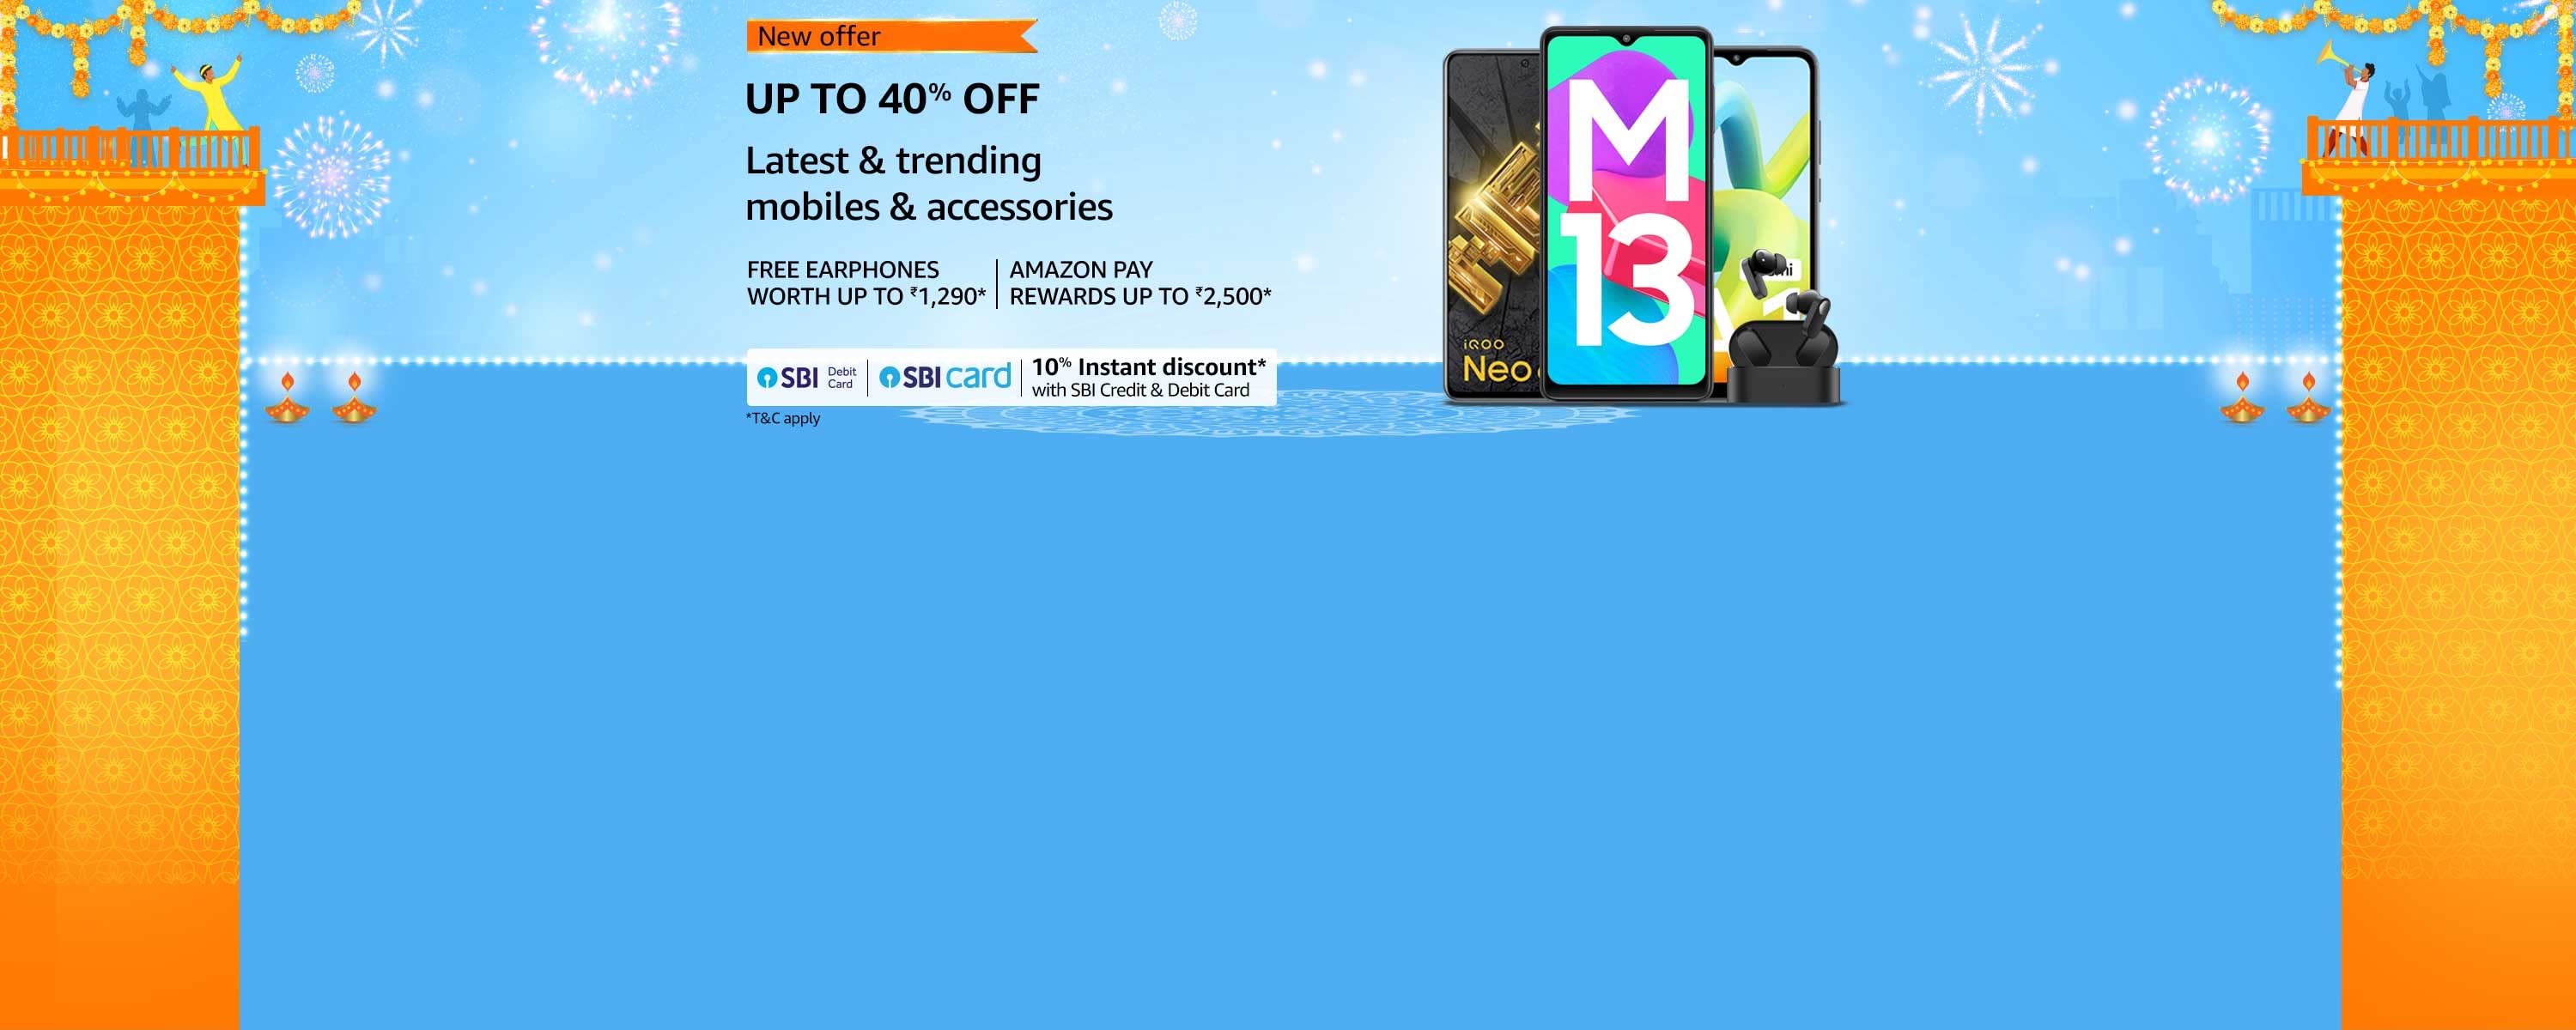 New offer
UP TO 40% OFF
Latest & trending
mobiles & accessories
FREE EARPHONES
WORTH UP TO ₹1,290*
AMAZON PAY
REWARDS UP TO ₹2,500*
SBI Debit
Card
SBI card
10% Instant discount*
with SBI Credit & Debit Card
*T&C apply
iQOO
Neo
M
13